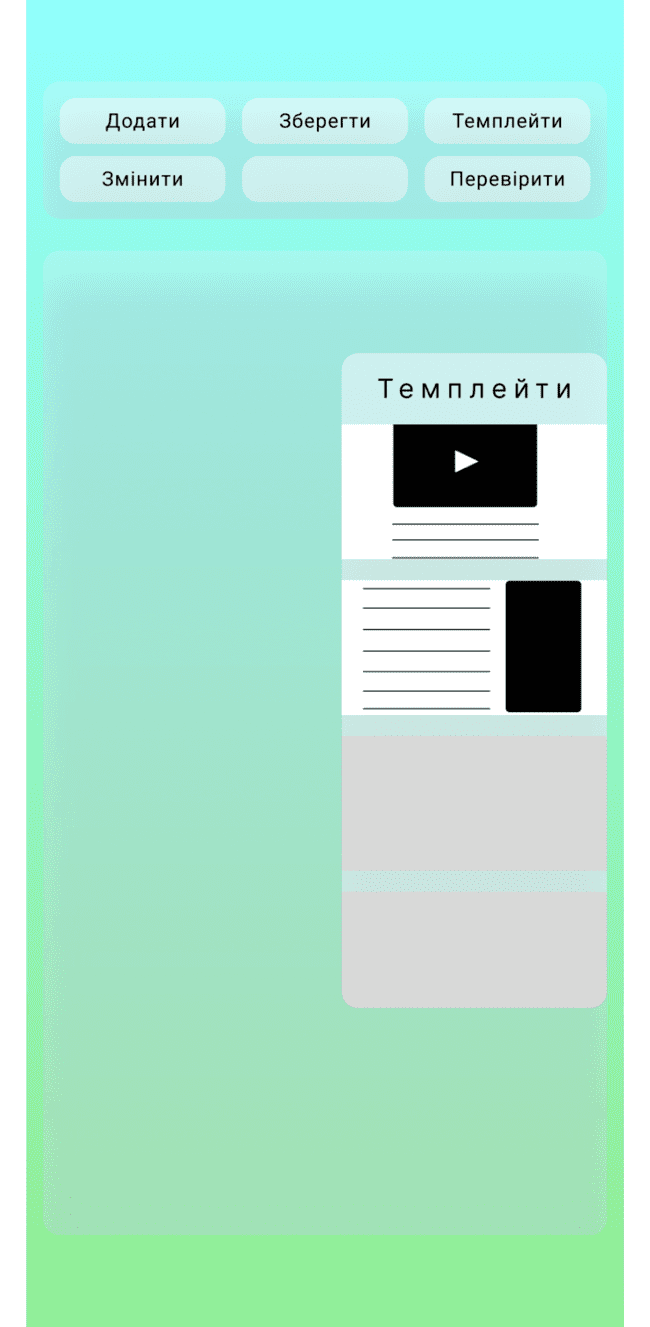 Додати
Зберегти
Темплейти
Змінити
Перевірити
Темплейти